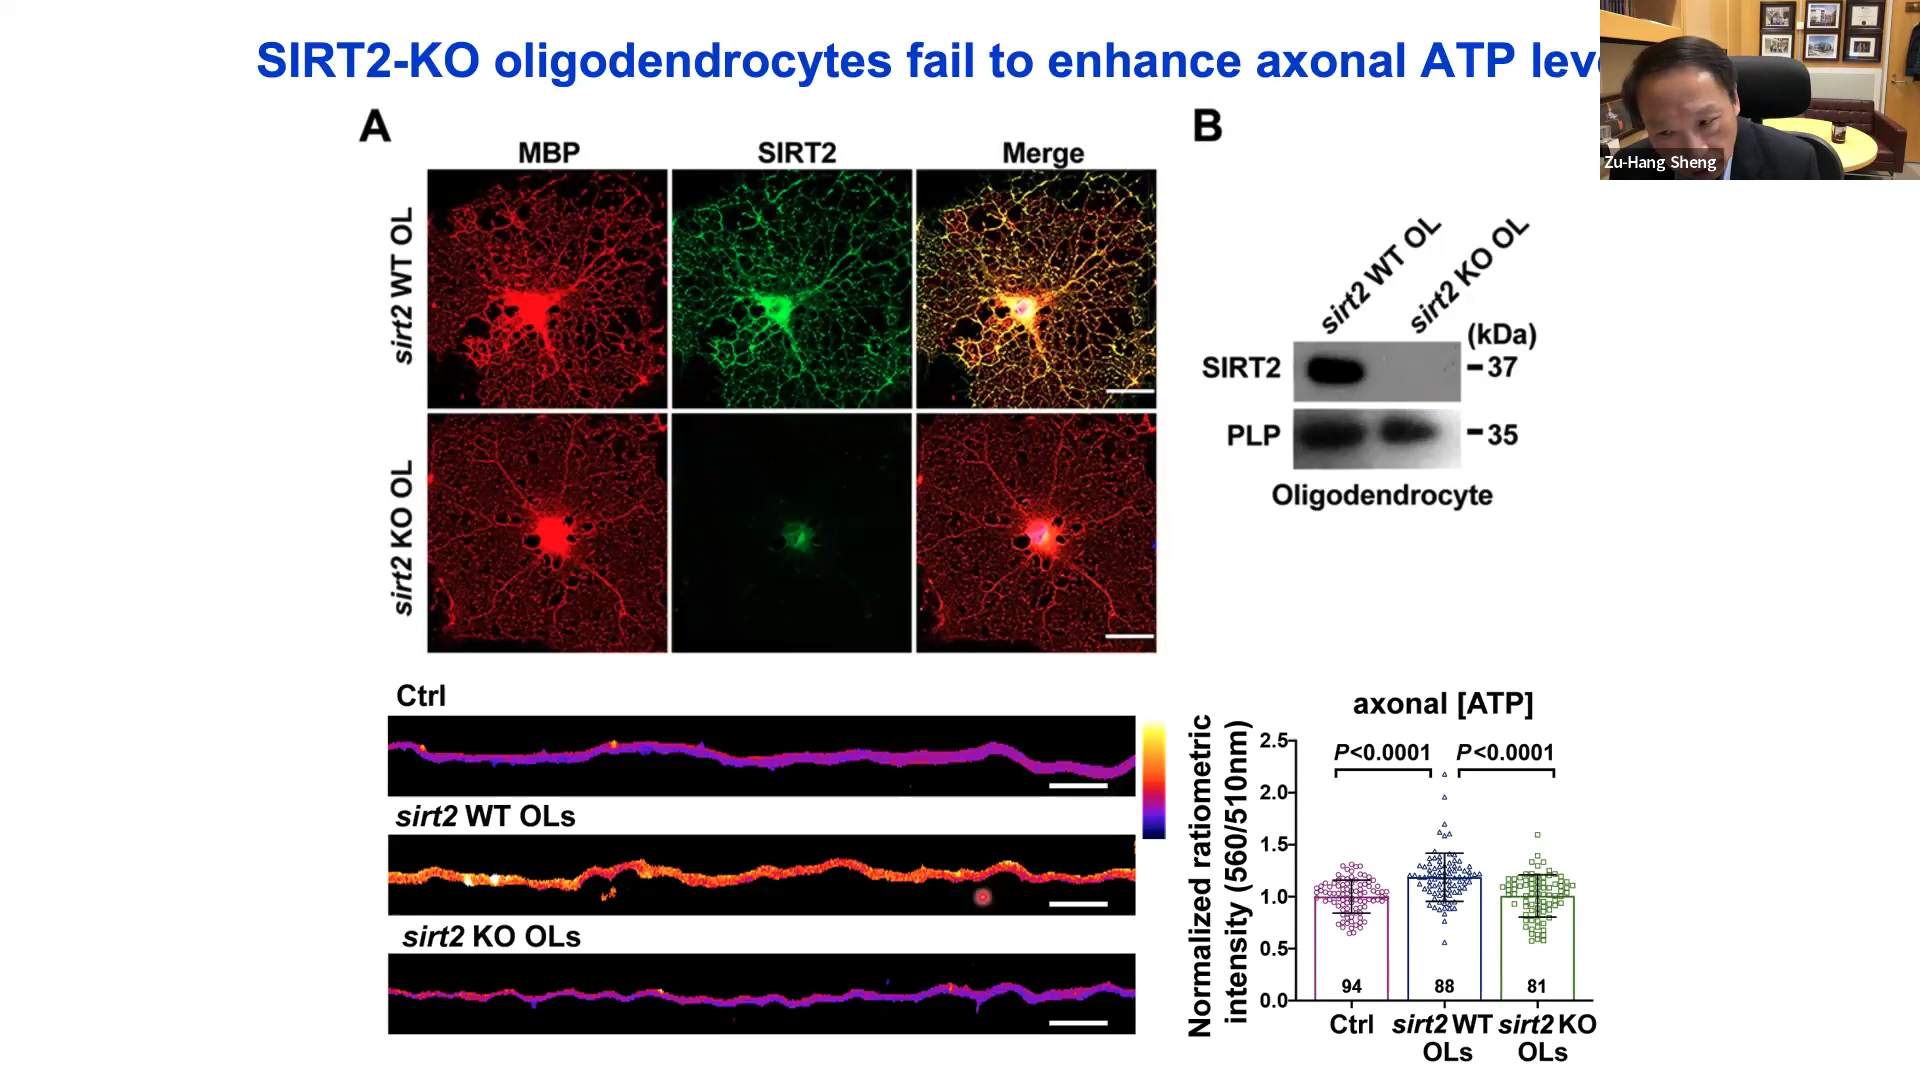 SIRT2-KO oligodendrocytes fail to enhance axonal ATP
Zu-Hang Sheng
A
MBP
SIRT2
Merge
sirt2 WT OL
sirt2 KO OL
B
sirt2 WT OL
sirt2 KO OL
(kDa)
SIRT2
37
PLP
35
Oligodendrocyte
Ctrl
sirt2 WT OLs
sirt2 KO OLs
axonal [ATP]
Normalized ratiometric
intensity (560/510nm)
P<0.0001
P<0.0001
2.5
2.0
1.5
1.0
0.5
0.0
94
88
81
Ctrl
sirt2 WT
OLs
sirt2 KO
OLs